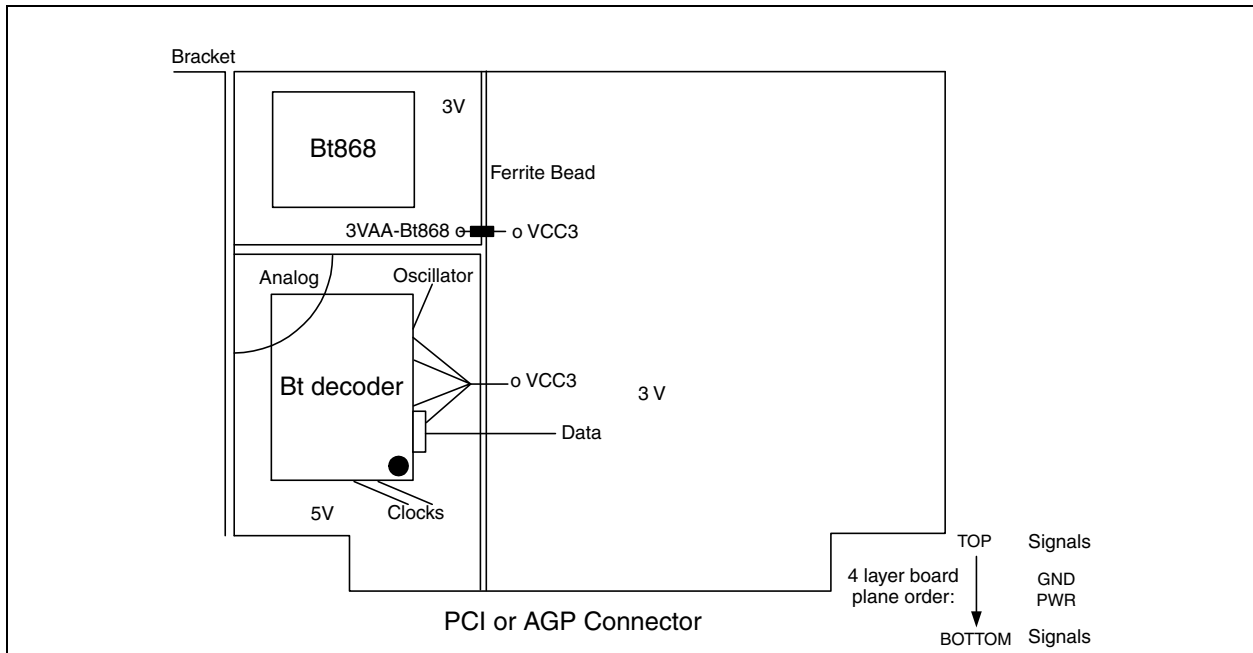 Bracket
3V
Bt868
Ferrite Bead
3VAA-Bt868 o
o VCC3
Analog
Oscillator
Bt decoder
o VCC3
3 V
Data
5V
Clocks
TOP Signals
4 layer board
plane order:
GND
PWR
BOTTOM Signals
PCI or AGP Connector